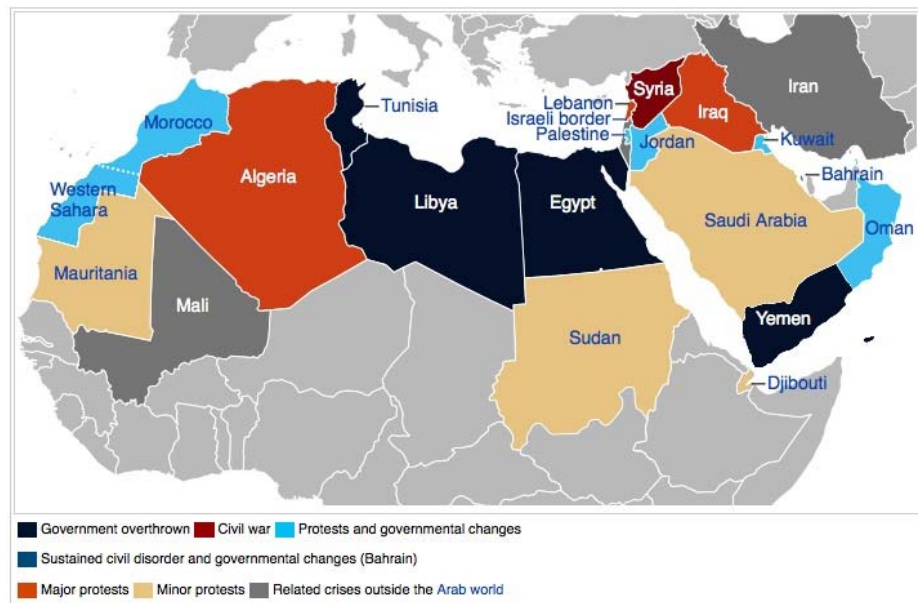 Syria
Iran
Tunisia
Lebanon
Iraq
Israeli border
Morocco
Palestine
Jordan
Kuwait
Algeria
Bahrain
Western
Sahara
Libya
Egypt
Saudi Arabia
Oman
Mauritania
Mali
Yemen
Sudan
Djibouti
Government overthrown Civil war Protests and governmental changes
Sustained civil disorder and governmental changes (Bahrain)
Major protests Minor protests Related crises outside the Arab world